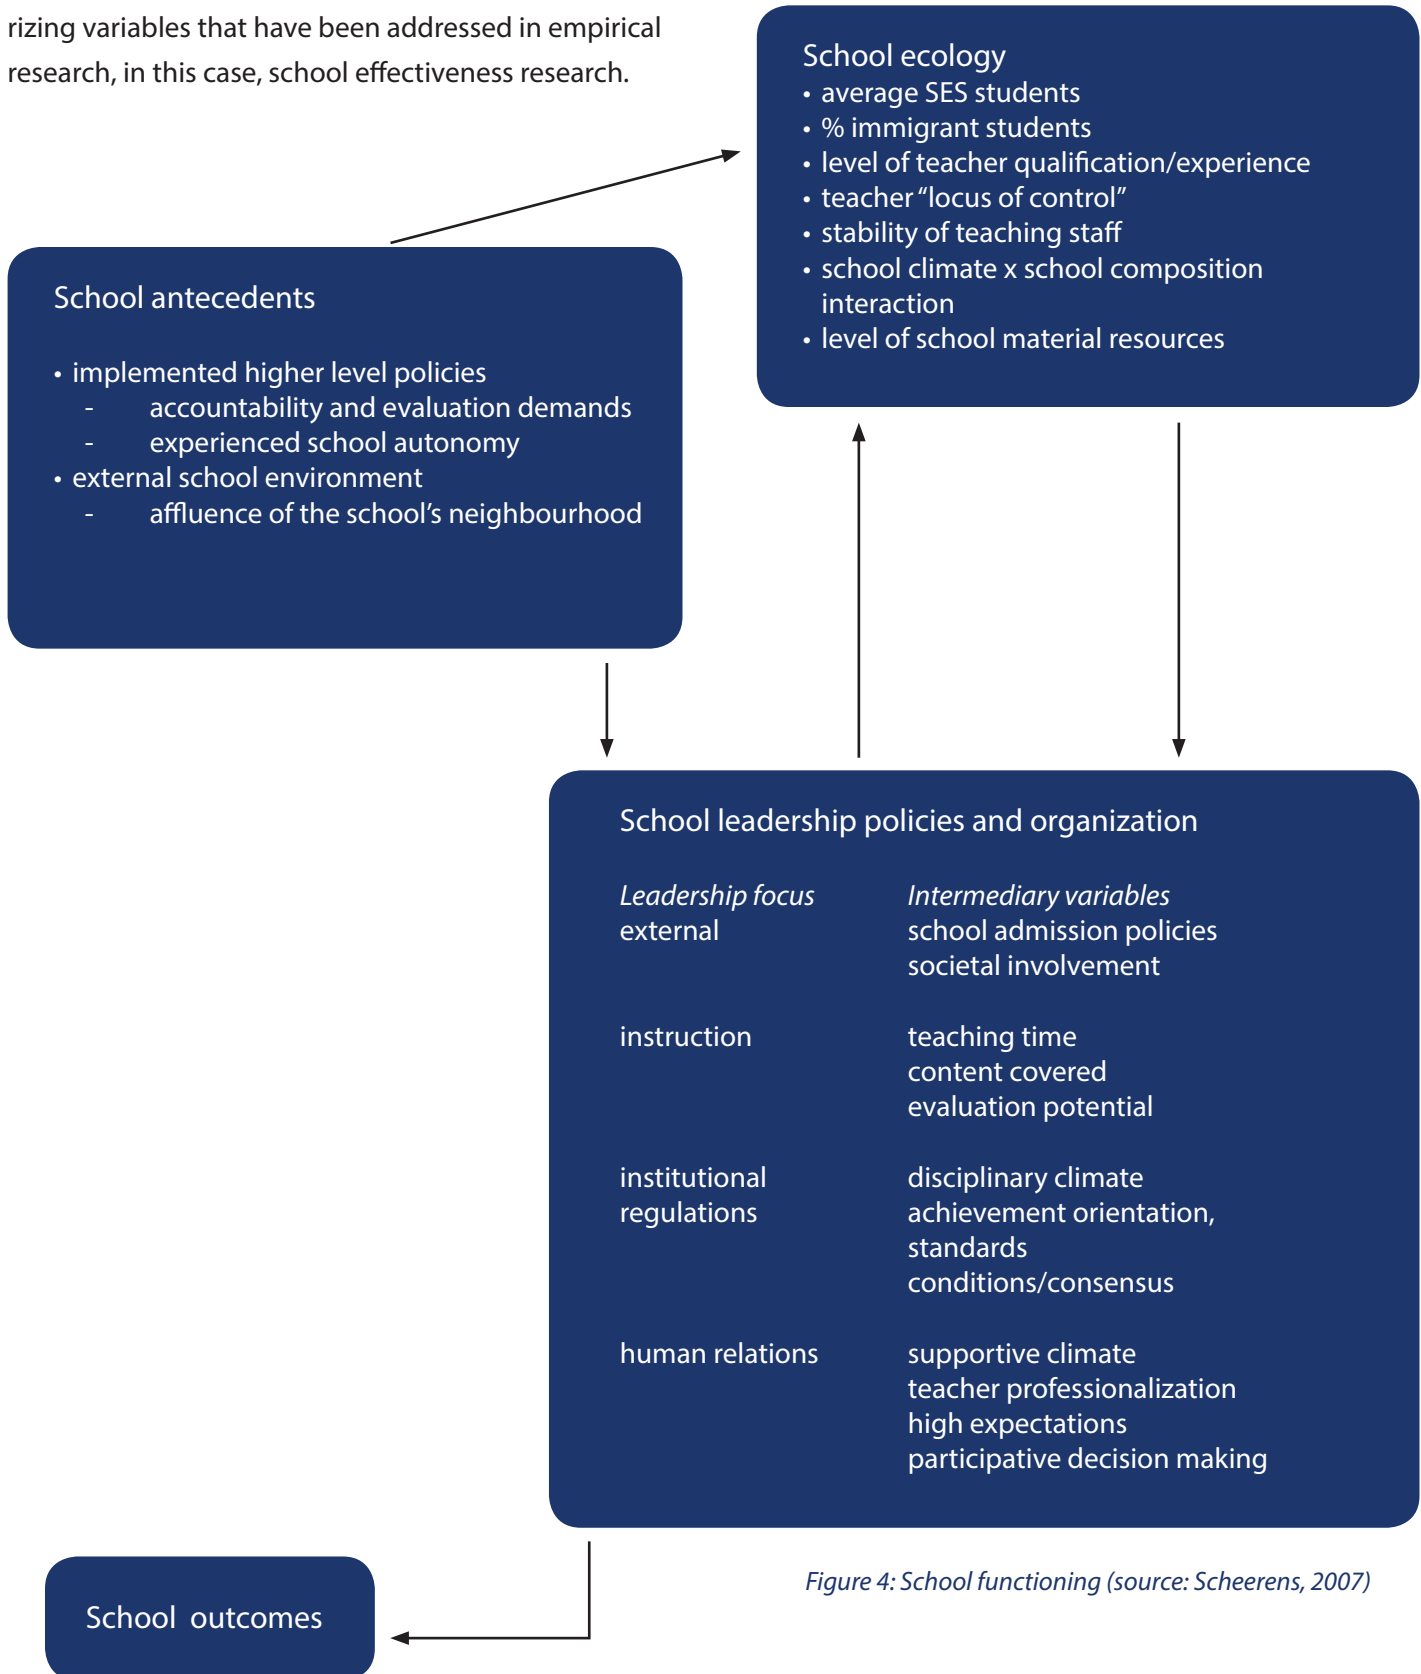 rizing variables that have been addressed in empirical
research, in this case, school effectiveness research.
School ecology
• average SES students
• % immigrant students
• level of teacher qualification/experience
• teacher “locus of control”
• stability of teaching staff
• school climate x school composition
interaction
• level of school material resources
School antecedents
• implemented higher level policies
- accountability and evaluation demands
- experienced school autonomy
• external school environment
- affluence of the school’s neighbourhood
School leadership policies and organization
Leadership focus Intermediary variables
external school admission policies
societal involvement
instruction teaching time
content covered
evaluation potential
institutional disciplinary climate
regulations achievement orientation,
standards
conditions/consensus
human relations supportive climate
teacher professionalization
high expectations
participative decision making
Figure 4: School functioning (source: Scheerens, 2007)
School outcomes